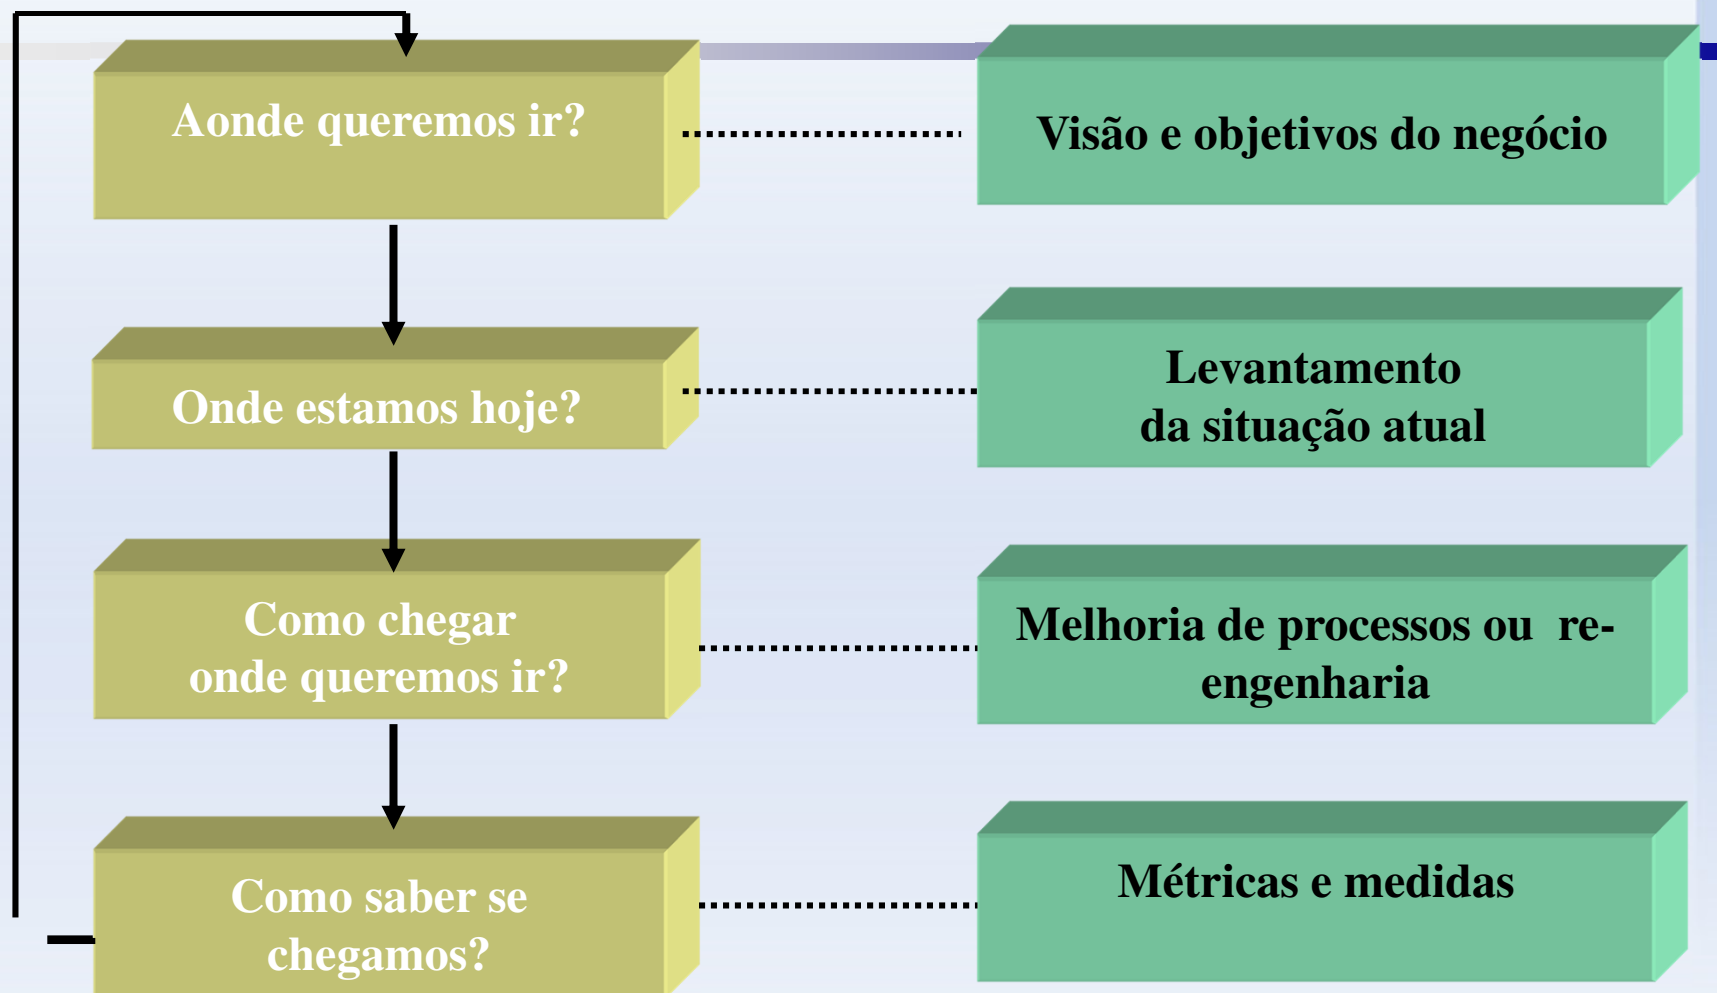 Aonde queremos ir?
Visão e objetivos do negócio
Onde estamos hoje?
Levantamento
da situação atual
Como chegar
onde queremos ir?
Melhoria de processos ou  re-
engenharia
Como saber se
chegamos?
Métricas e medidas